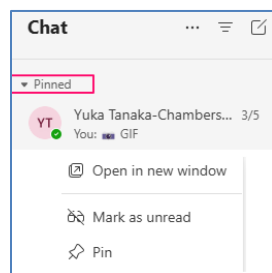 Chat
Pinned
YT
Yuka Tanaka-Chambers... 3/5
You: GIF
Open in new window
Mark as unread
Pin